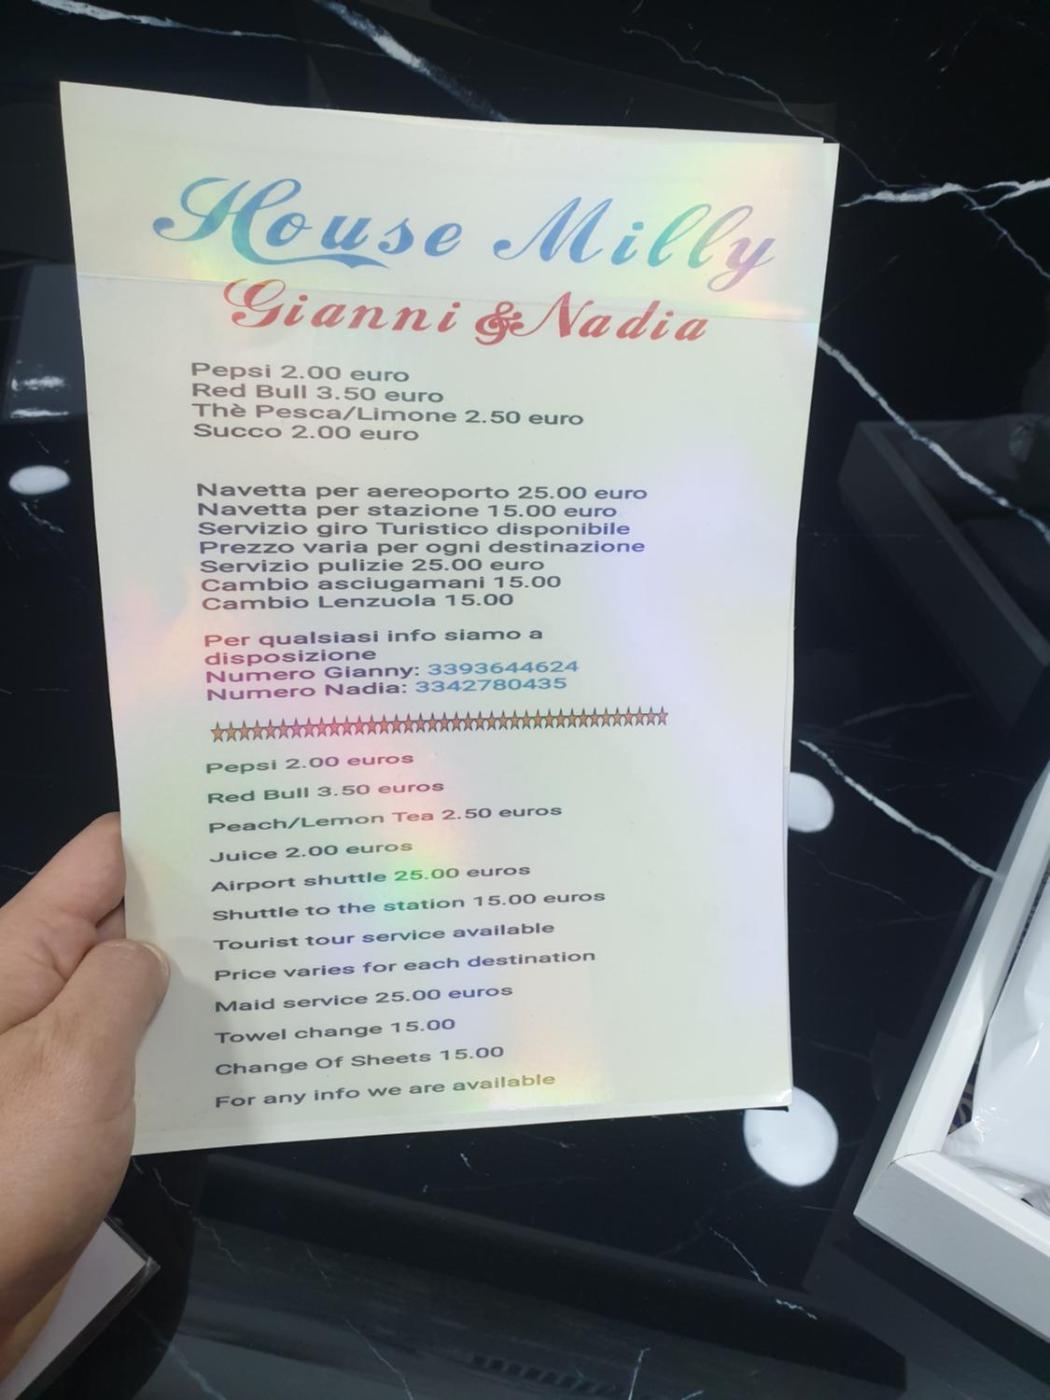 House Milly
Gianni & Nadia
Pepsi 2.00 euro
Red Bull 3.50 euro
Thè Pesca/Limone 2.50 euro
Succo 2.00 euro
Navetta per aereoporto 25.00 euro
Navetta per stazione 15.00 euro
Servizio giro Turistico disponibile
Prezzo varia per ogni destinazione
Servizio pulizie 25.00 euro
Cambio asciugamani 15.00
Cambio Lenzuola 15.00
Per qualsiasi info siamo a
disposizione
Numero Gianny: 3393644624
Numero Nadia: 3342780435
Pepsi 2.00 euros
Red Bull 3.50 euros
Peach/Lemon Tea 2.50 euros
Juice 2.00 euros
Airport shuttle 25.00 euros
Shuttle to the station 15.00 euros
Tourist tour service available
Price varies for each destination
Maid service 25.00 euros
Towel change 15.00
Change Of Sheets 15.00
For any info we are available